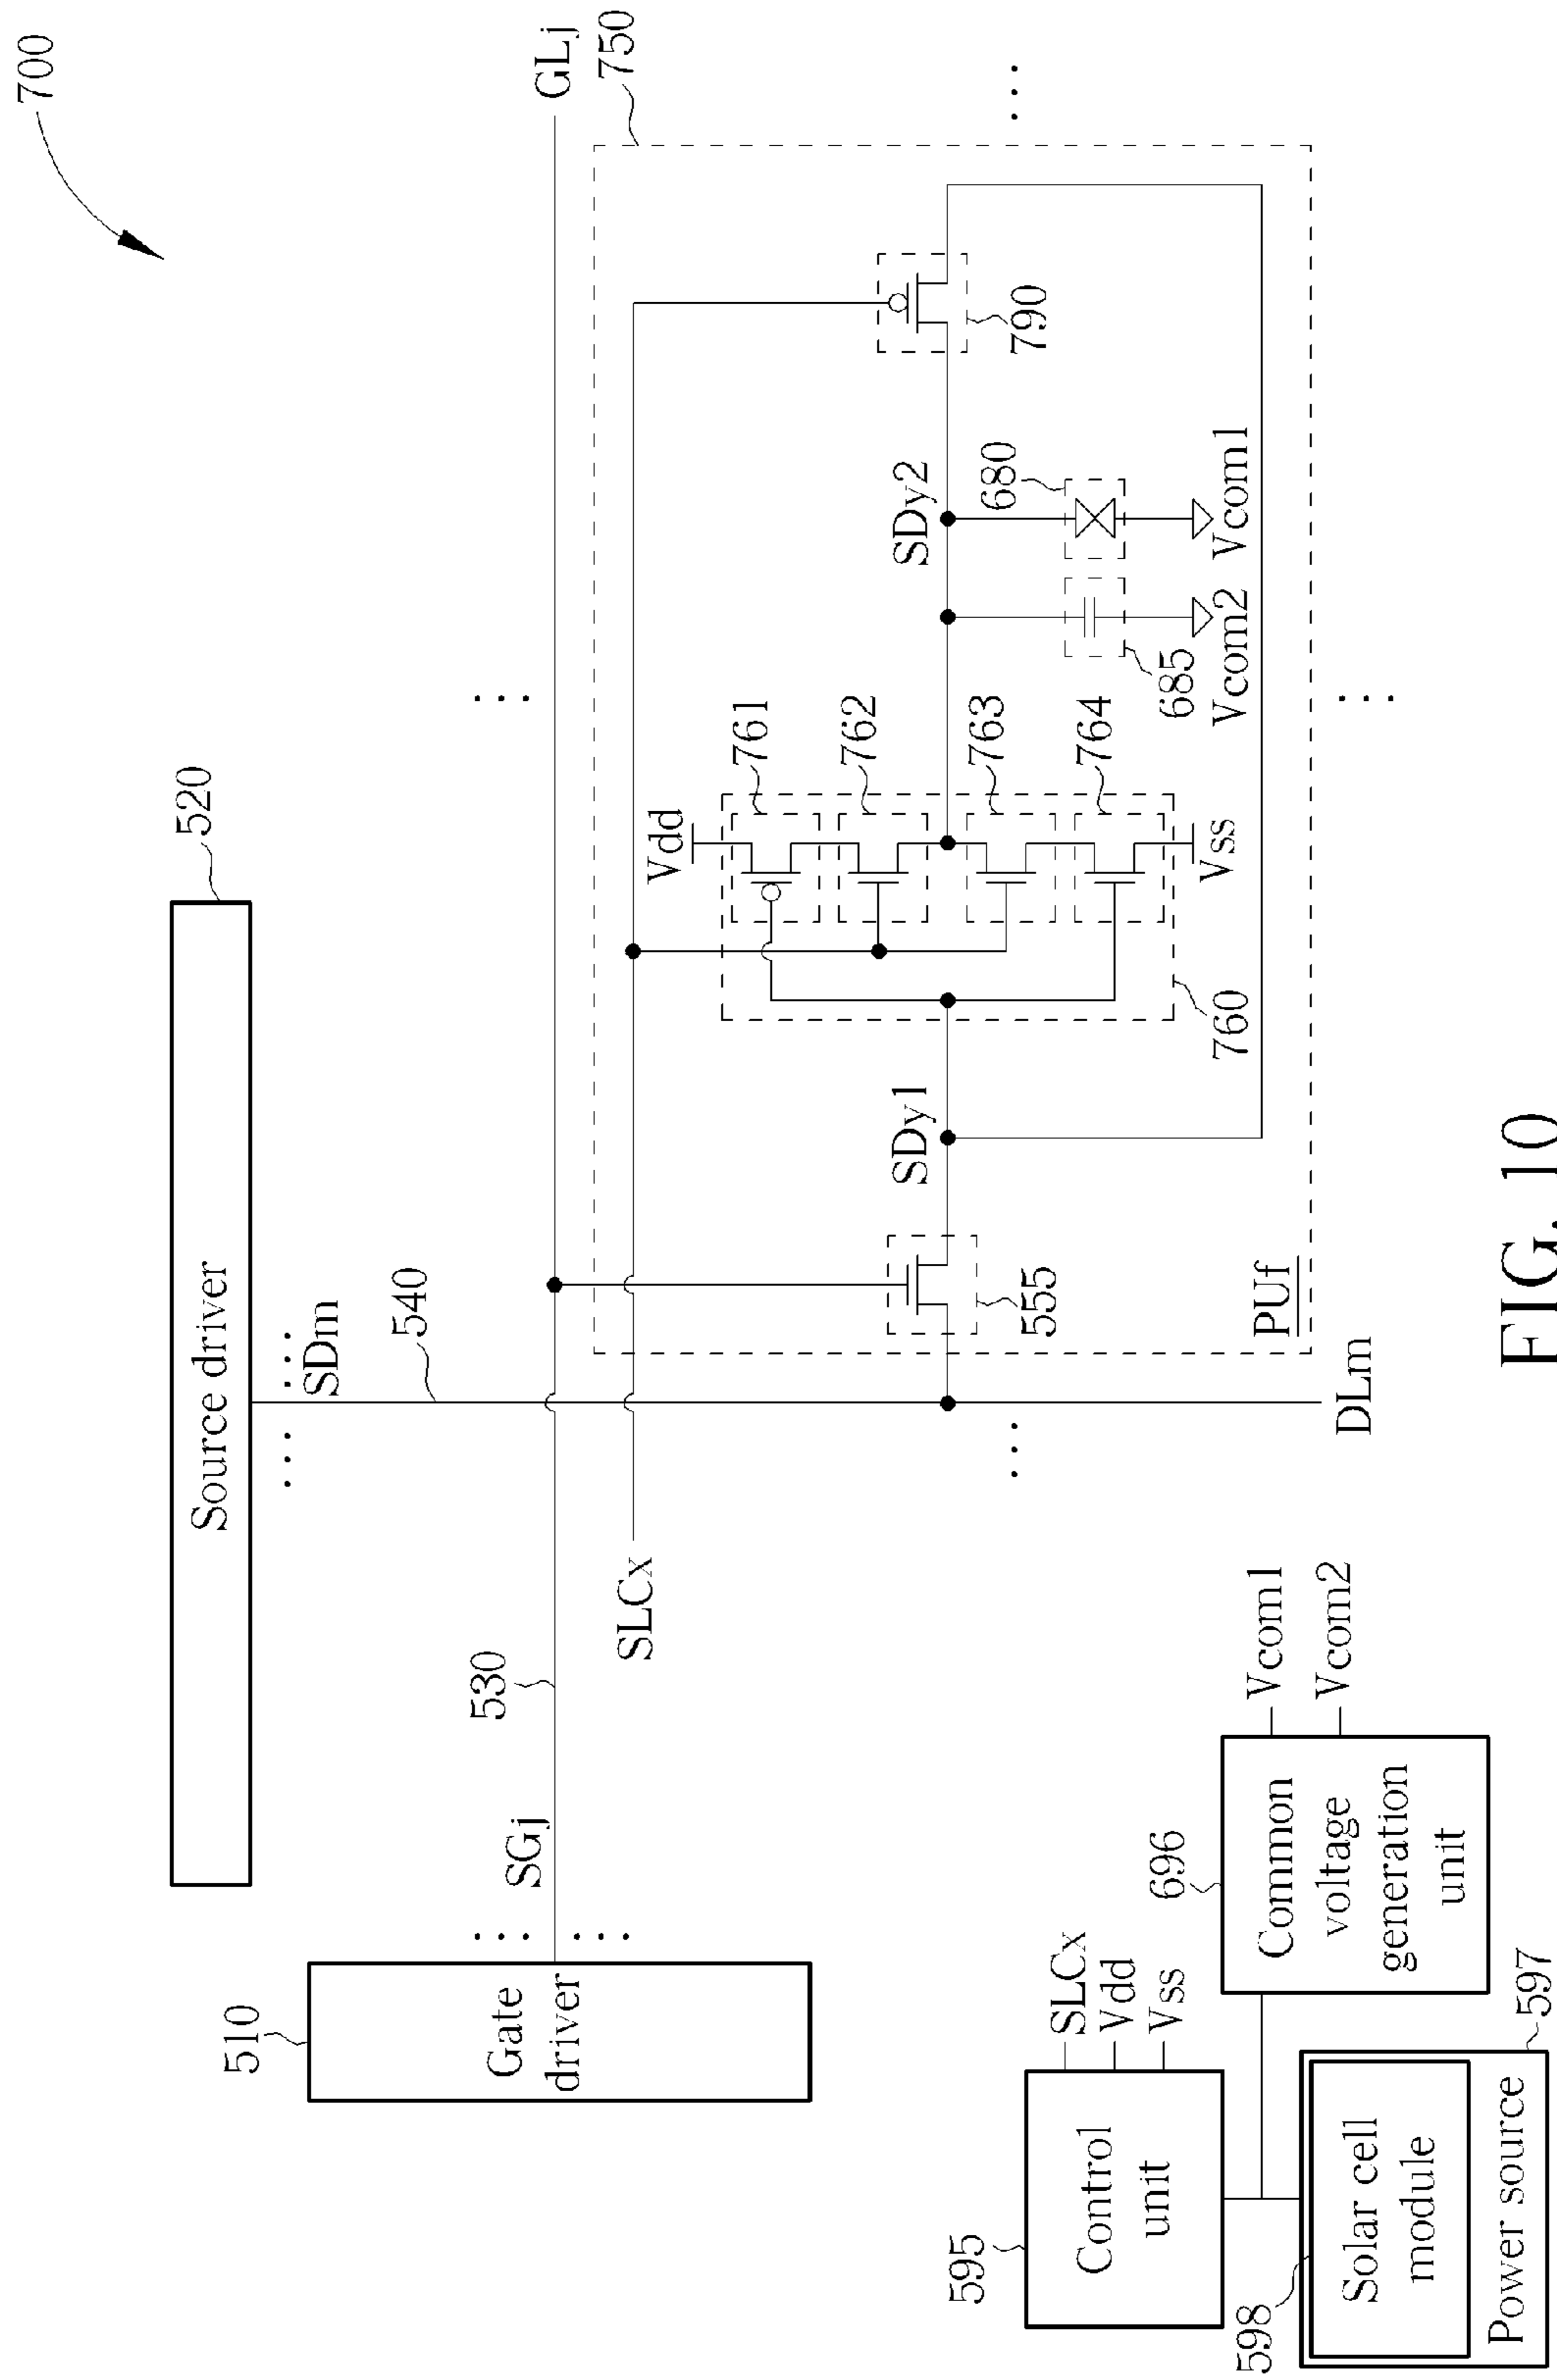 700
520
Source driver
SDm
540
510
Gate
driver
SGj
530
GLj
750
SLCx
Vdd
761
762
763
764
Vss
760
SDy1
SDy2
555
790
680
685
Vcom1
Vcom2
PUf
DLm
595
Control
unit
SLCx
Vdd
Vss
696
Common
voltage
generation
unit
Vcom1
Vcom2
598
Solar cell
module
Power source
597
FIG. 10